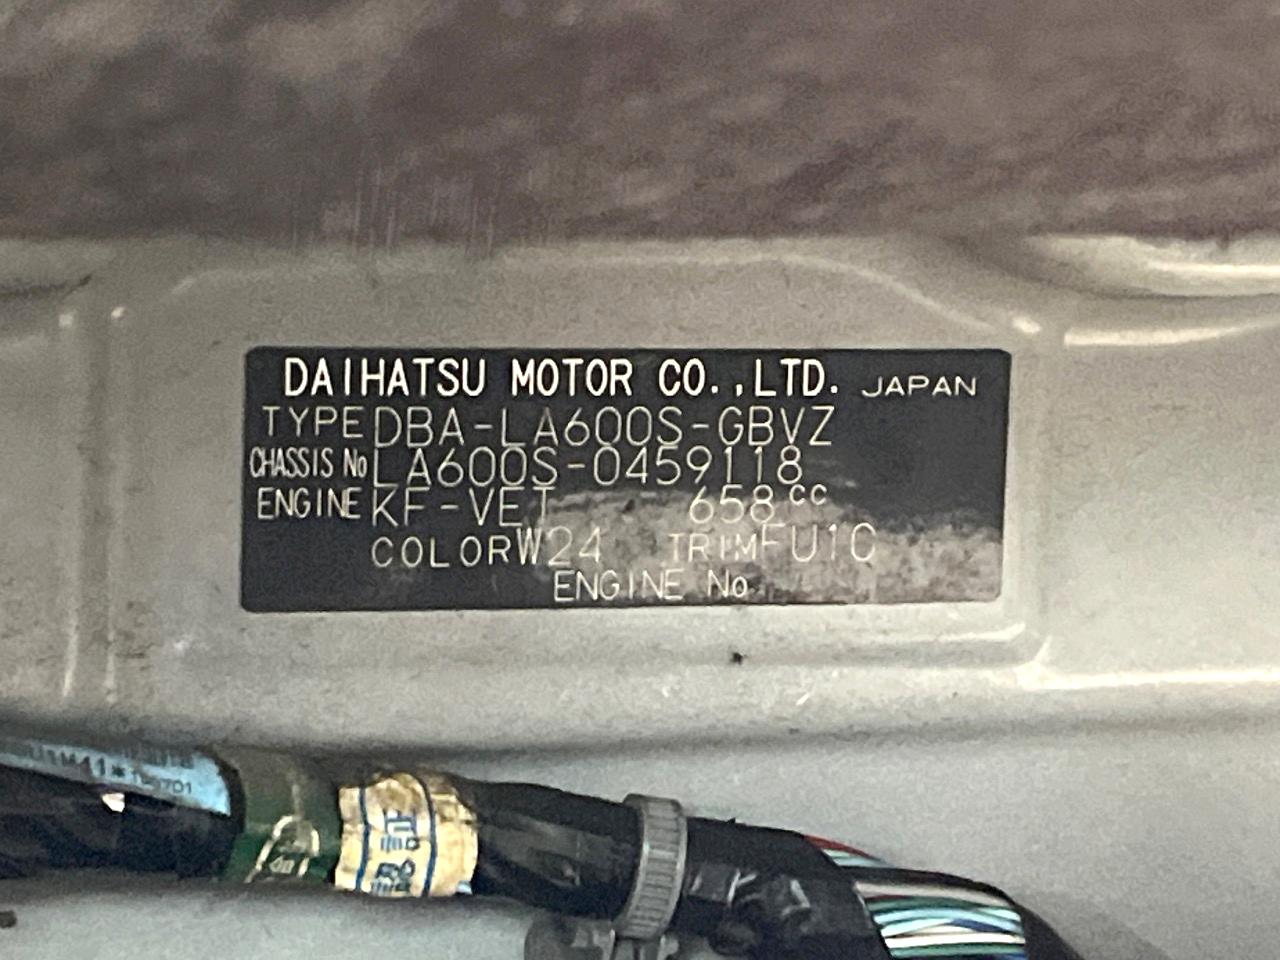 DAIHATSU MOTOR CO.,LTD. JAPAN
TYPE DBA-LA600S-GBVZ
CHASSIS No LA600S-0459118
ENGINE KF-VET 658cc
COLOR W24 TRIM FU10
ENGINE No